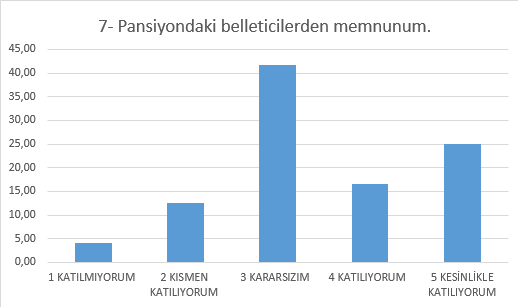 7- Pansiyondaki belleticilerden memnunum.
45,00
40,00
35,00
30,00
25,00
20,00
15,00
10,00
5,00
0,00
1 KATILMIYORUM
2 KISMEN
KATILIYORUM
3 KARARSIZIM
4 KATILIYORUM
5 KESİNLİKLE
KATILIYORUM